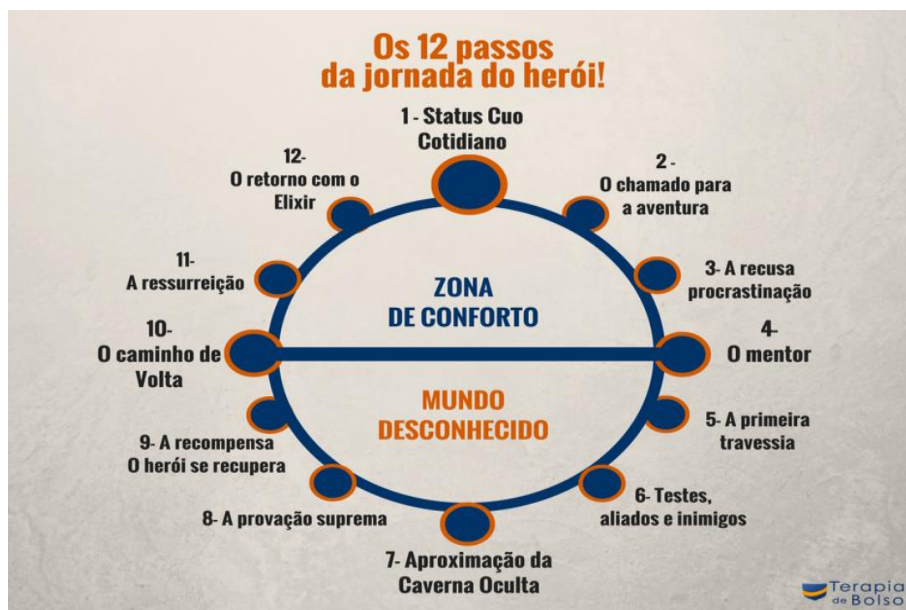 Os 12 passos
da jornada do herói!
1 - Status Cuo
Cotidiano
2 -
O chamado para
a aventura
3- A recusa
procrastinação
4-
O mentor
5- A primeira
travessia
6- Testes,
aliados e inimigos
7- Aproximação da
Caverna Oculta
8- A provação suprema
9- A recompensa
O herói se recupera
10-
O caminho de
Volta
11-
A ressurreição
12-
O retorno com o
Elixir
ZONA
DE CONFORTO
MUNDO
DESCONHECIDO
Terapia
de Bolso